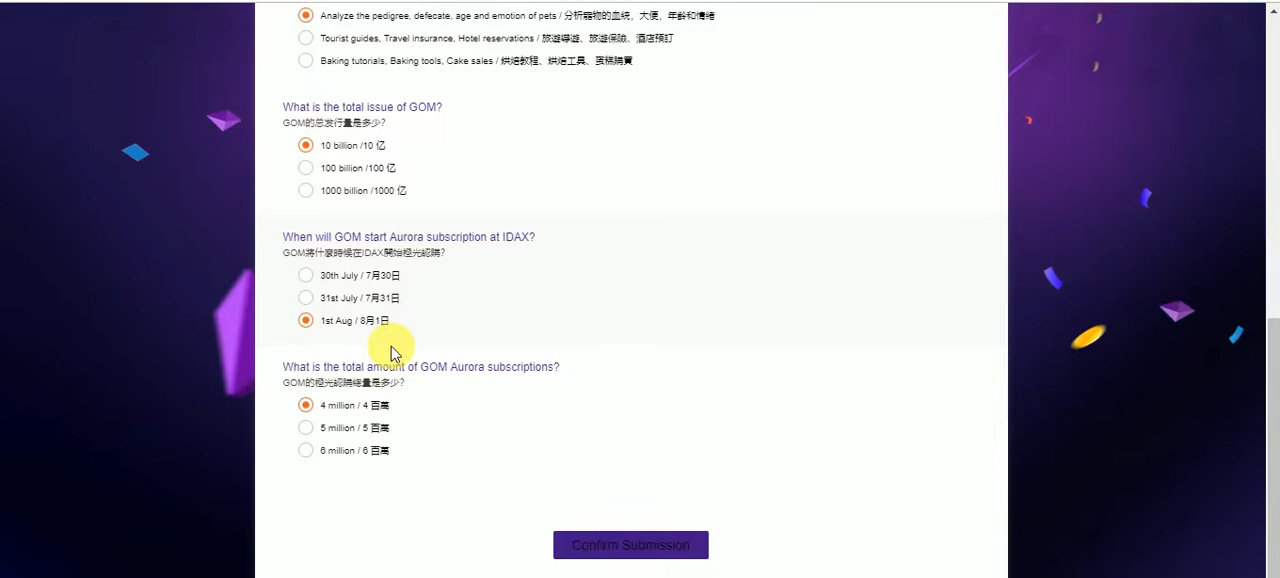 Analyze the pedigree, defecate, age and emotion of pets / 分析寵物的血統，大便，年齡和情緒
Tourist guides, Travel insurance, Hotel reservations / 旅遊導遊、旅遊保險、酒店預訂
Baking tutorials, Baking tools, Cake sales / 烘焙教程、烘焙工具、蛋糕購買
What is the total issue of GOM?
GOM的总发行量是多少?
10 billion /10 亿
100 billion /100 亿
1000 billion /1000 亿
When will GOM start Aurora subscription at IDAX?
GOM將什麼時候在IDAX開始極光認購?
30th July / 7月30日
31st July / 7月31日
1st Aug / 8月1日
What is the total amount of GOM Aurora subscriptions?
GOM的極光認購總量是多少?
4 million / 4 百萬
5 million / 5 百萬
6 million / 6 百萬
Confirm Submission